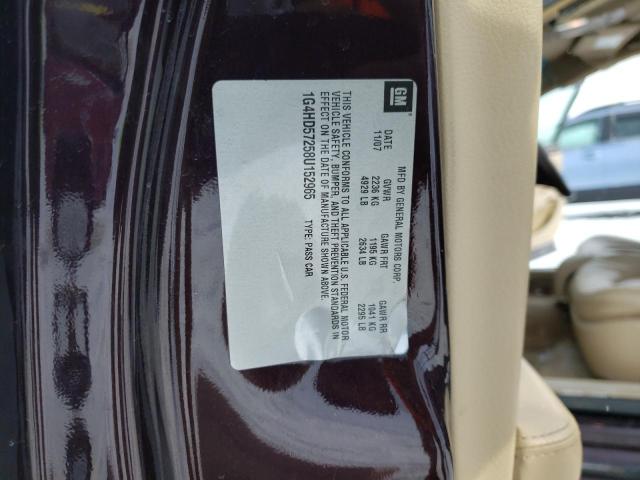 GM
MFD BY GENERAL MOTORS CORP.
DATE GVWR GAWR FRT GAWR RR
11/07 2236 KG 1195 KG 1041 KG
4929 LB 2634 LB 2295 LB
THIS VEHICLE CONFORMS TO ALL APPLICABLE U.S. FEDERAL MOTOR
VEHICLE SAFETY, BUMPER, AND THEFT PREVENTION STANDARDS IN
EFFECT ON THE DATE OF MANUFACTURE SHOWN ABOVE.
1G4HD57258U152965 TYPE: PASS CAR